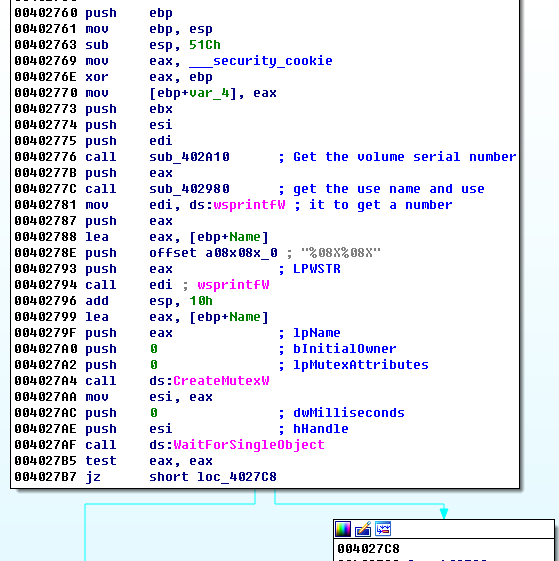 00402760 push    ebp
00402761 mov     ebp, esp
00402763 sub     esp, 51Ch
00402769 mov     eax, ___security_cookie
0040276E xor     eax, ebp
00402770 mov     [ebp+var_4], eax
00402773 push    ebx
00402774 push    esi
00402775 push    edi
00402776 call    sub_402A10      ; Get the volume serial number
0040277B push    eax
0040277C call    sub_402980      ; get the use name and use
00402781 mov     edi, ds:wsprintfW ; it to get a number
00402787 push    eax
00402788 lea     eax, [ebp+Name]
0040278E push    offset a08x08x_0 ; "%08X%08X"
00402793 push    eax             ; LPWSTR
00402794 call    edi ; wsprintfW
00402796 add     esp, 10h
00402799 lea     eax, [ebp+Name]
0040279F push    eax             ; lpName
004027A0 push    0               ; bInitialOwner
004027A2 push    0               ; lpMutexAttributes
004027A4 call    ds:CreateMutexW
004027AA mov     esi, eax
004027AC push    0               ; dwMilliseconds
004027AE push    esi             ; hHandle
004027AF call    ds:WaitForSingleObject
004027B5 test    eax, eax
004027B7 jz      short loc_4027C8
004027C8